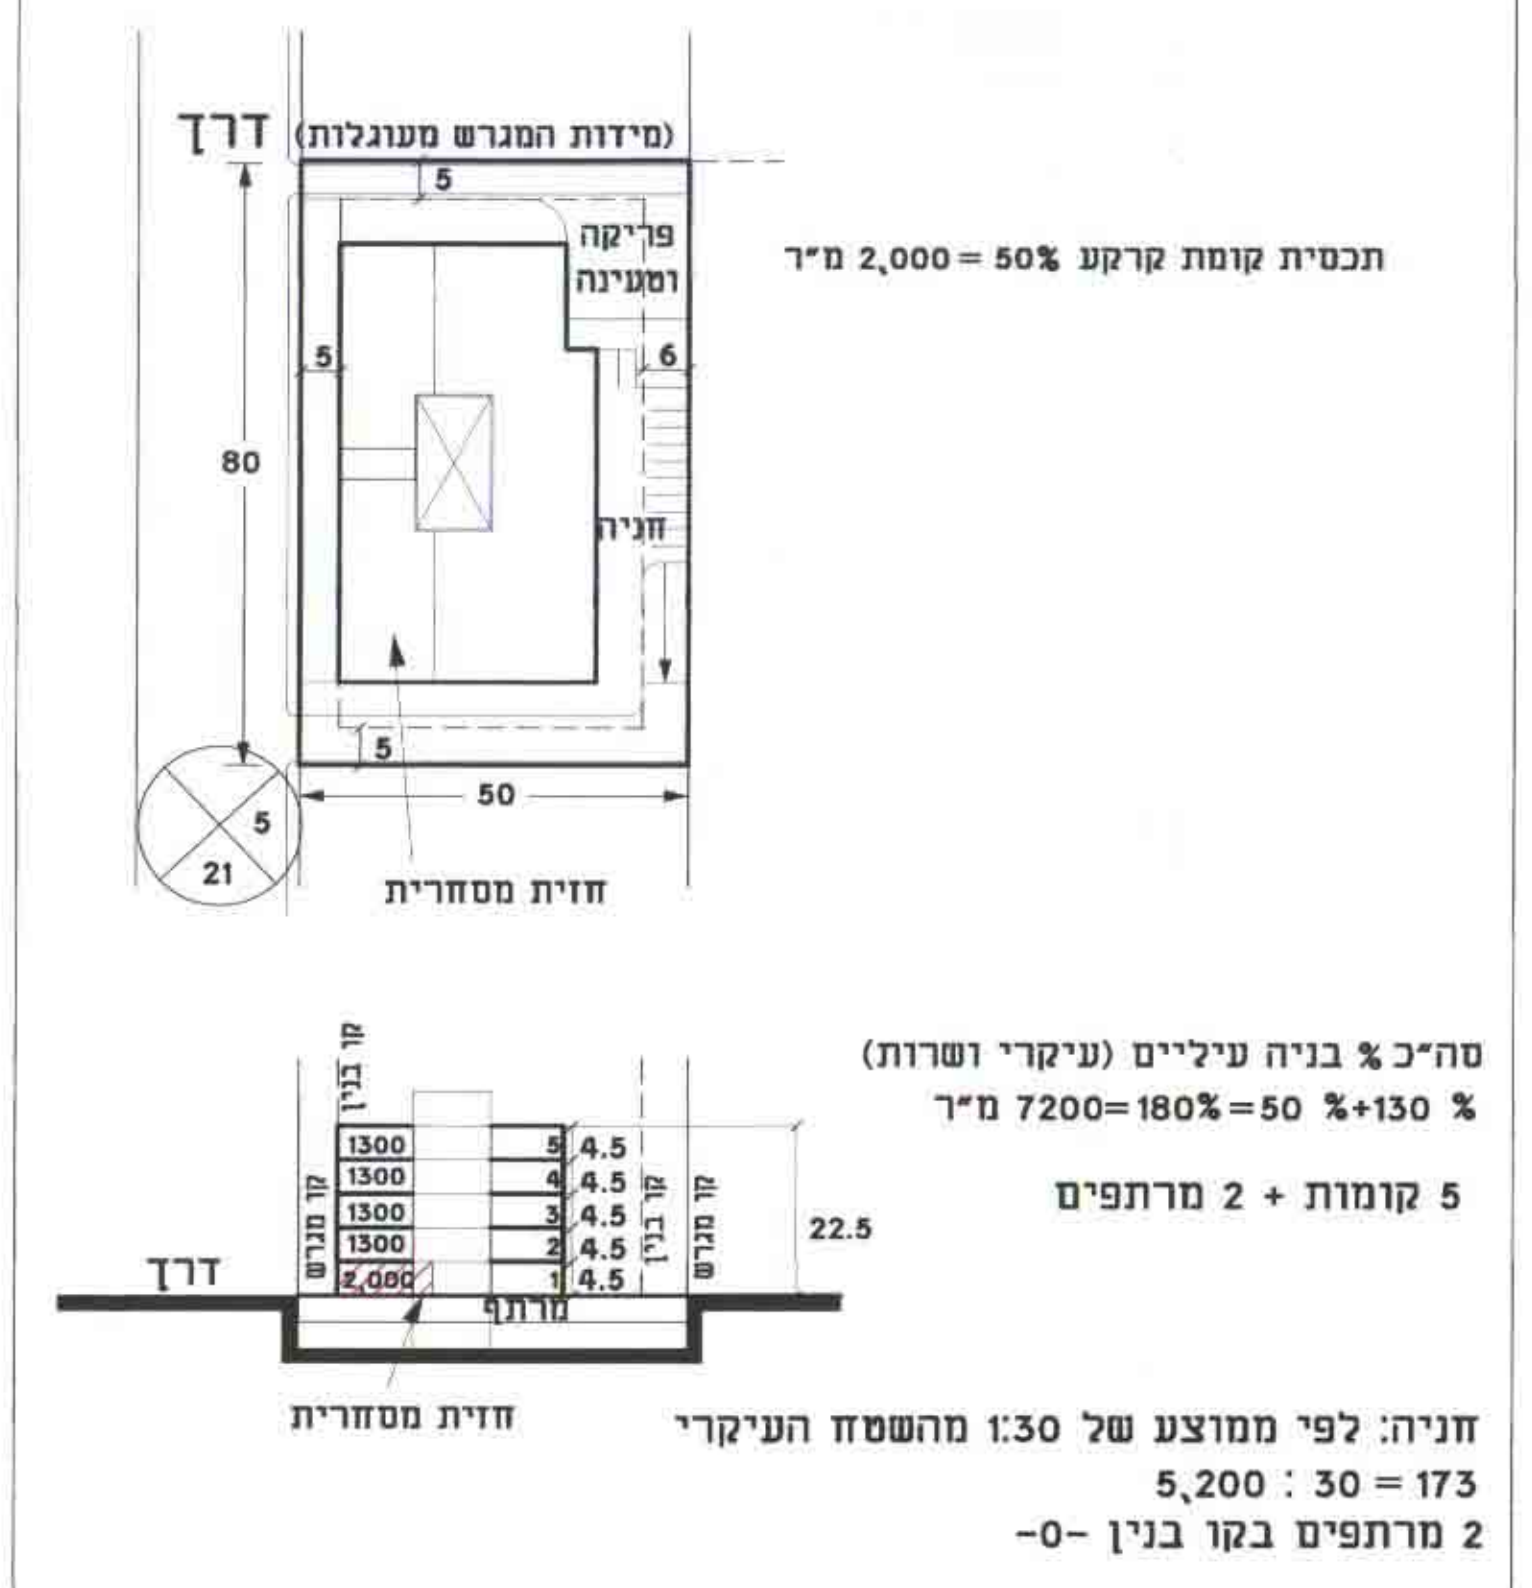 דרך
(מידות המגרש מעוגלות)
5
פריקה
וטעינה
תכסית קומת קרקע 50% = 2,000 מ״ר
5
6
80
חניה
5
50
5
21
חזית מסחרית
סה״כ % בניה עיליים (עיקרי ושרות)
% 130+% 50 =180%=7200 מ״ר
5 קומות + 2 מרתפים
קו בנין
קו מגרש
1300 5 4.5
1300 4 4.5
1300 3 4.5
1300 2 4.5
2,000 1 4.5
קו בנין
קו מגרש
22.5
דרך
מרתף
חזית מסחרית
חניה: לפי ממוצע של 1:30 מהשטח העיקרי
5,200 : 30 = 173
2 מרתפים בקו בנין -0-